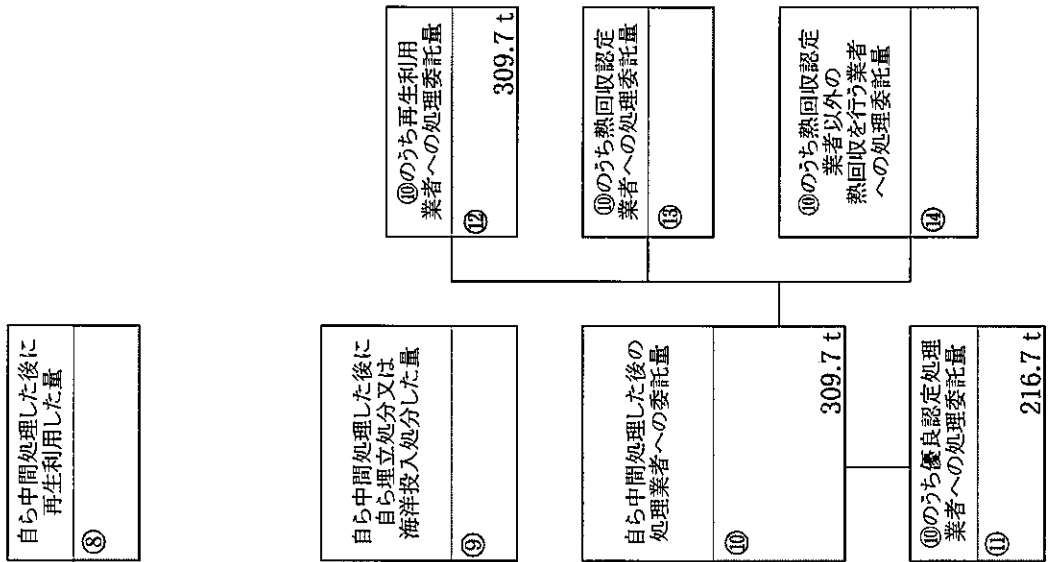 自ら中間処理した後に
再生利用した量
⑧
自ら中間処理した後に
自ら埋立処分又は
海洋投入処分した量
⑨
自ら中間処理した後の
処理業者への委託量
⑩
309.7 t
⑩のうち優良認定処理
業者への処理委託量
⑪
216.7 t
⑩のうち再生利用
業者への処理委託量
⑫
309.7 t
⑩のうち熱回収認定
業者への処理委託量
⑬
⑩のうち熱回収認定
業者以外の
熱回収を行う業者
への処理委託量
⑭